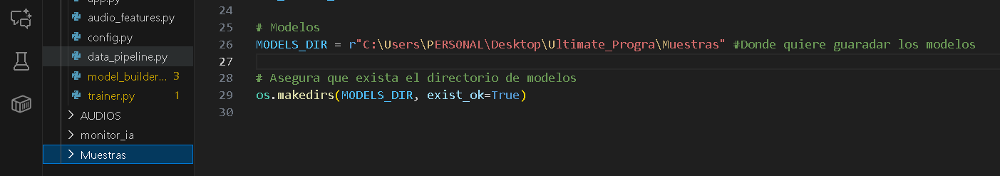 app.py
audio_features.py
config.py
data_pipeline.py
model_builder... 3
trainer.py 1
AUDIOS
monitor_ia
Muestras
24
25 # Modelos
26 MODELS_DIR = r"C:\Users\PERSONAL\Desktop\Ultimate_Progra\Muestras" #Donde quiere guaradar los modelos
27
28 # Asegura que exista el directorio de modelos
29 os.makedirs(MODELS_DIR, exist_ok=True)
30